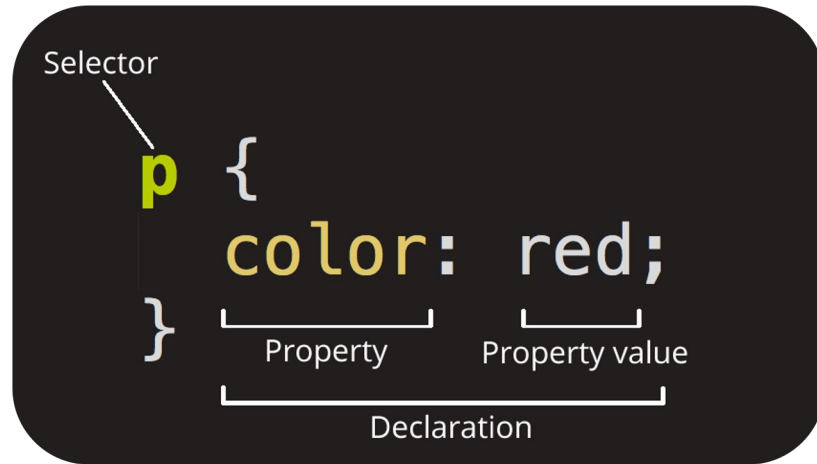 Selector
p {
color: red;
}
Property Property value
Declaration